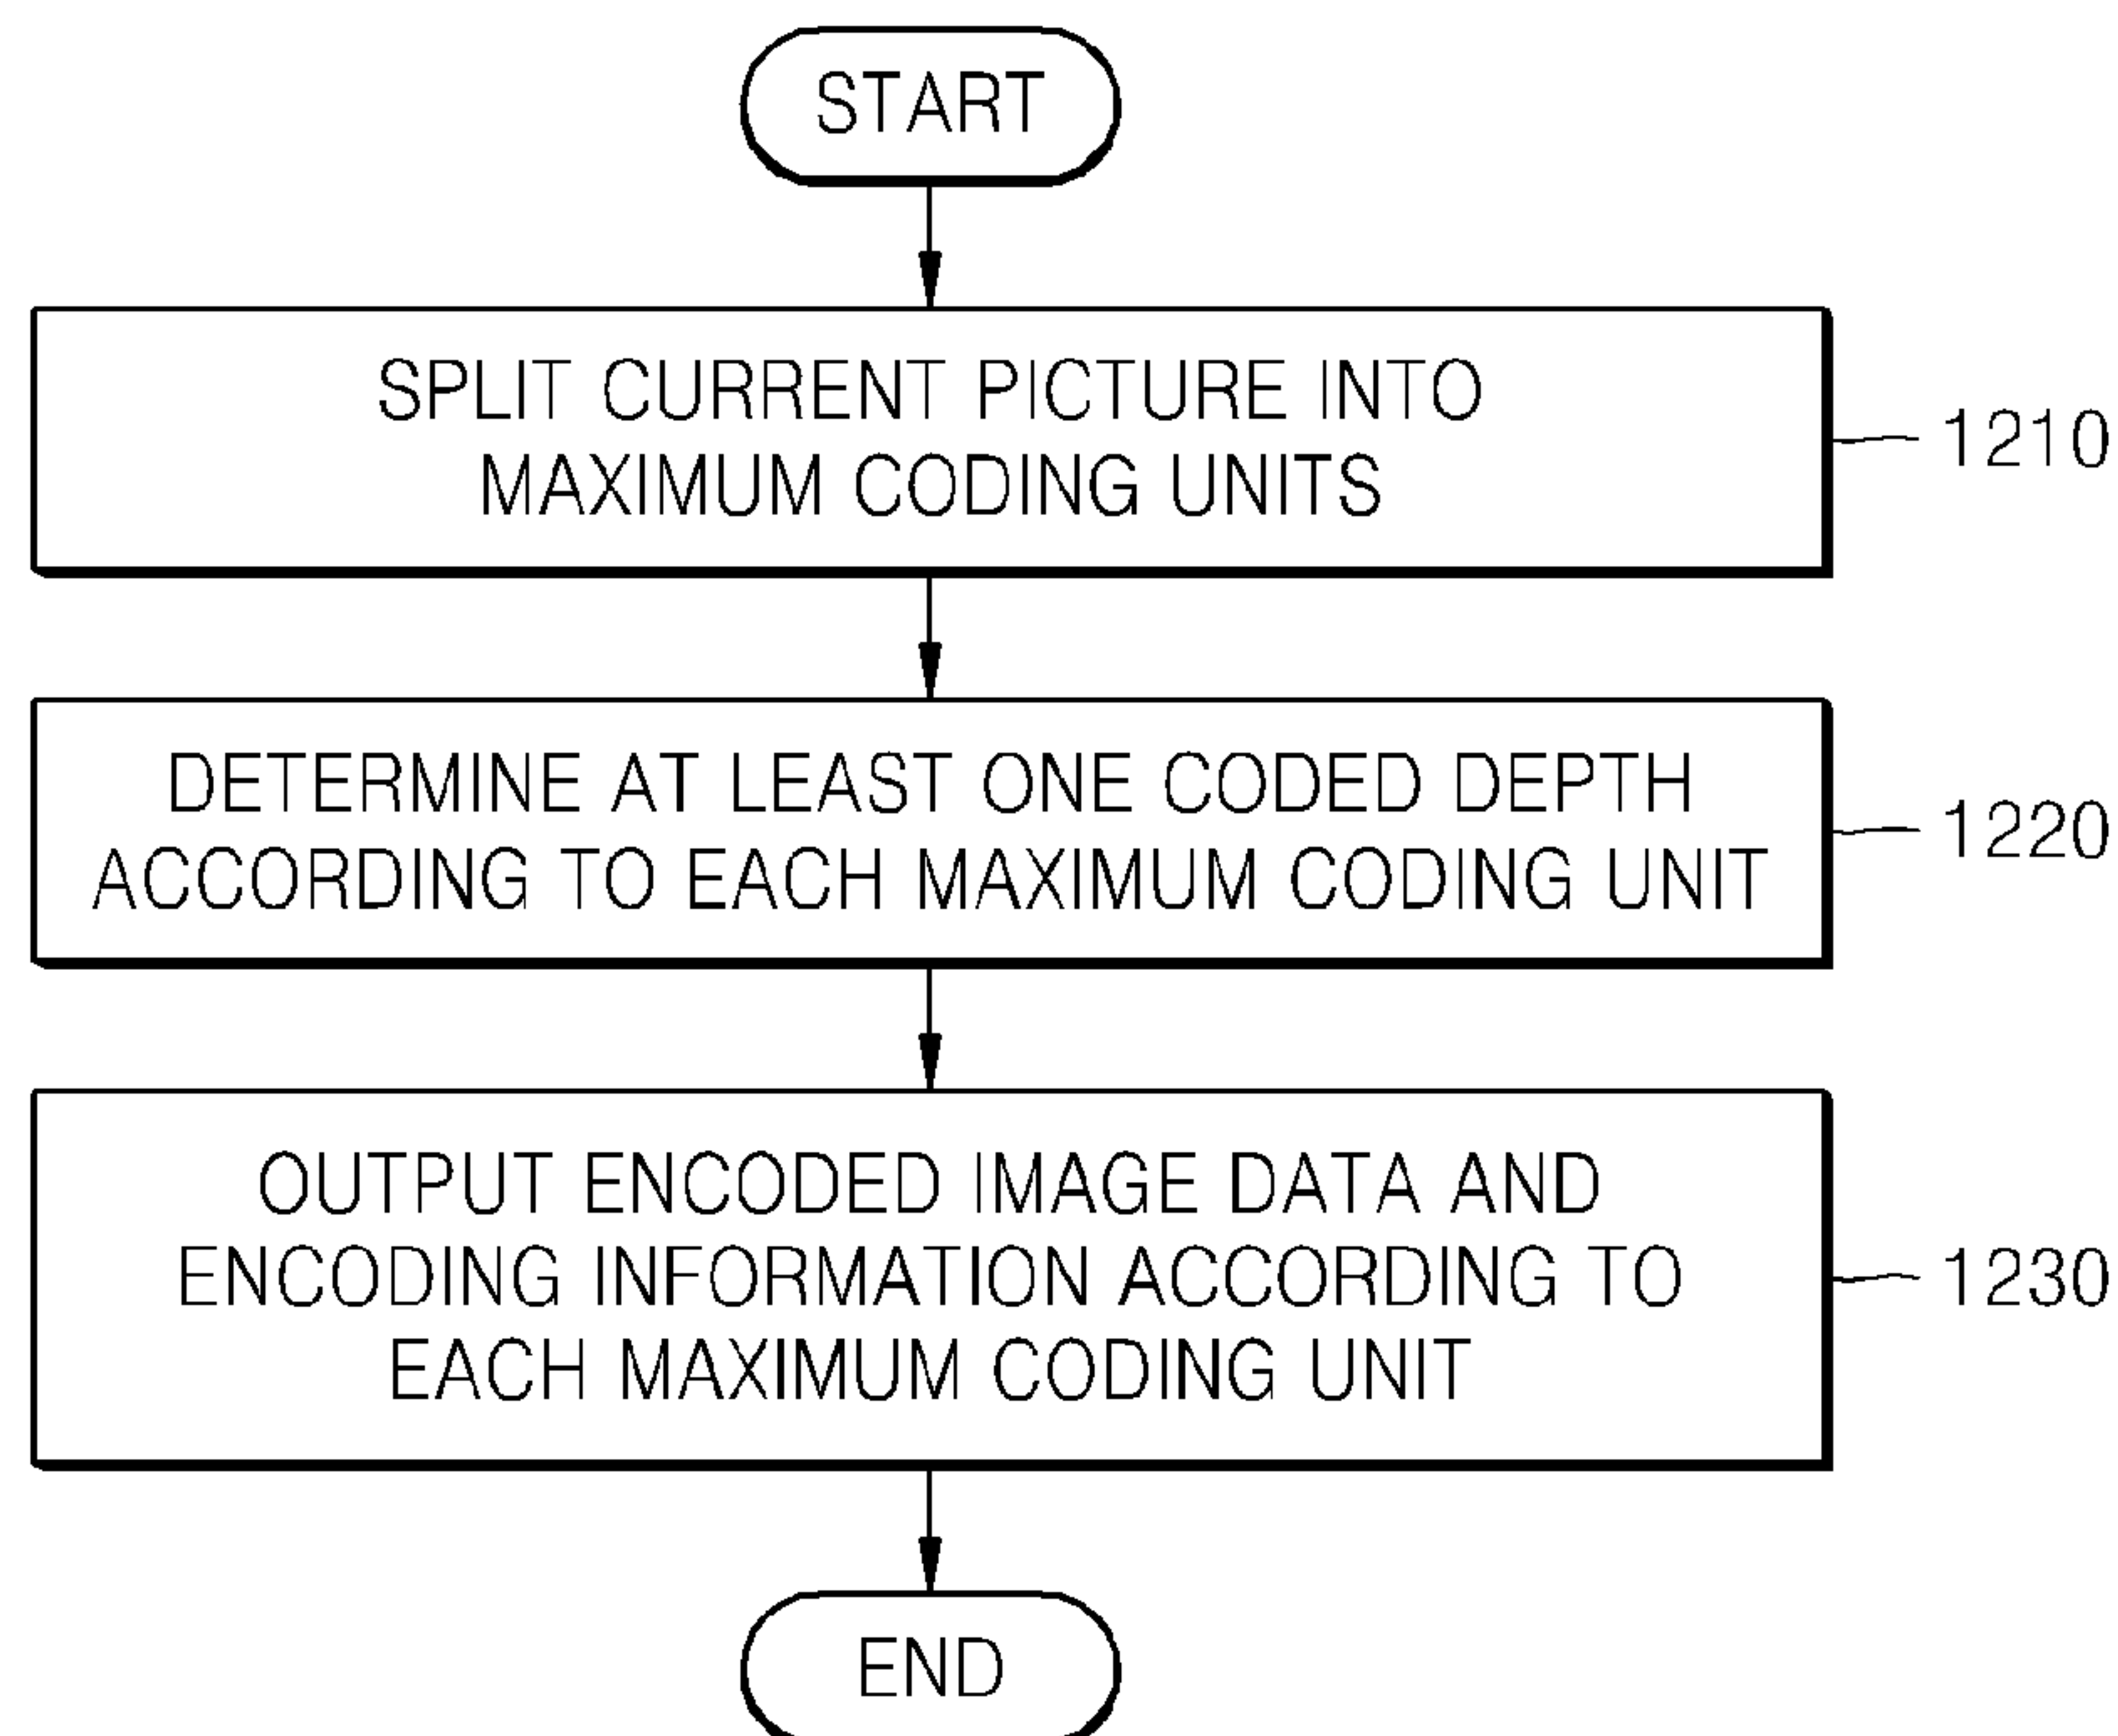 START
SPLIT CURRENT PICTURE INTO
MAXIMUM CODING UNITS
1210
DETERMINE AT LEAST ONE CODED DEPTH
ACCORDING TO EACH MAXIMUM CODING UNIT
1220
OUTPUT ENCODED IMAGE DATA AND
ENCODING INFORMATION ACCORDING TO
EACH MAXIMUM CODING UNIT
1230
END